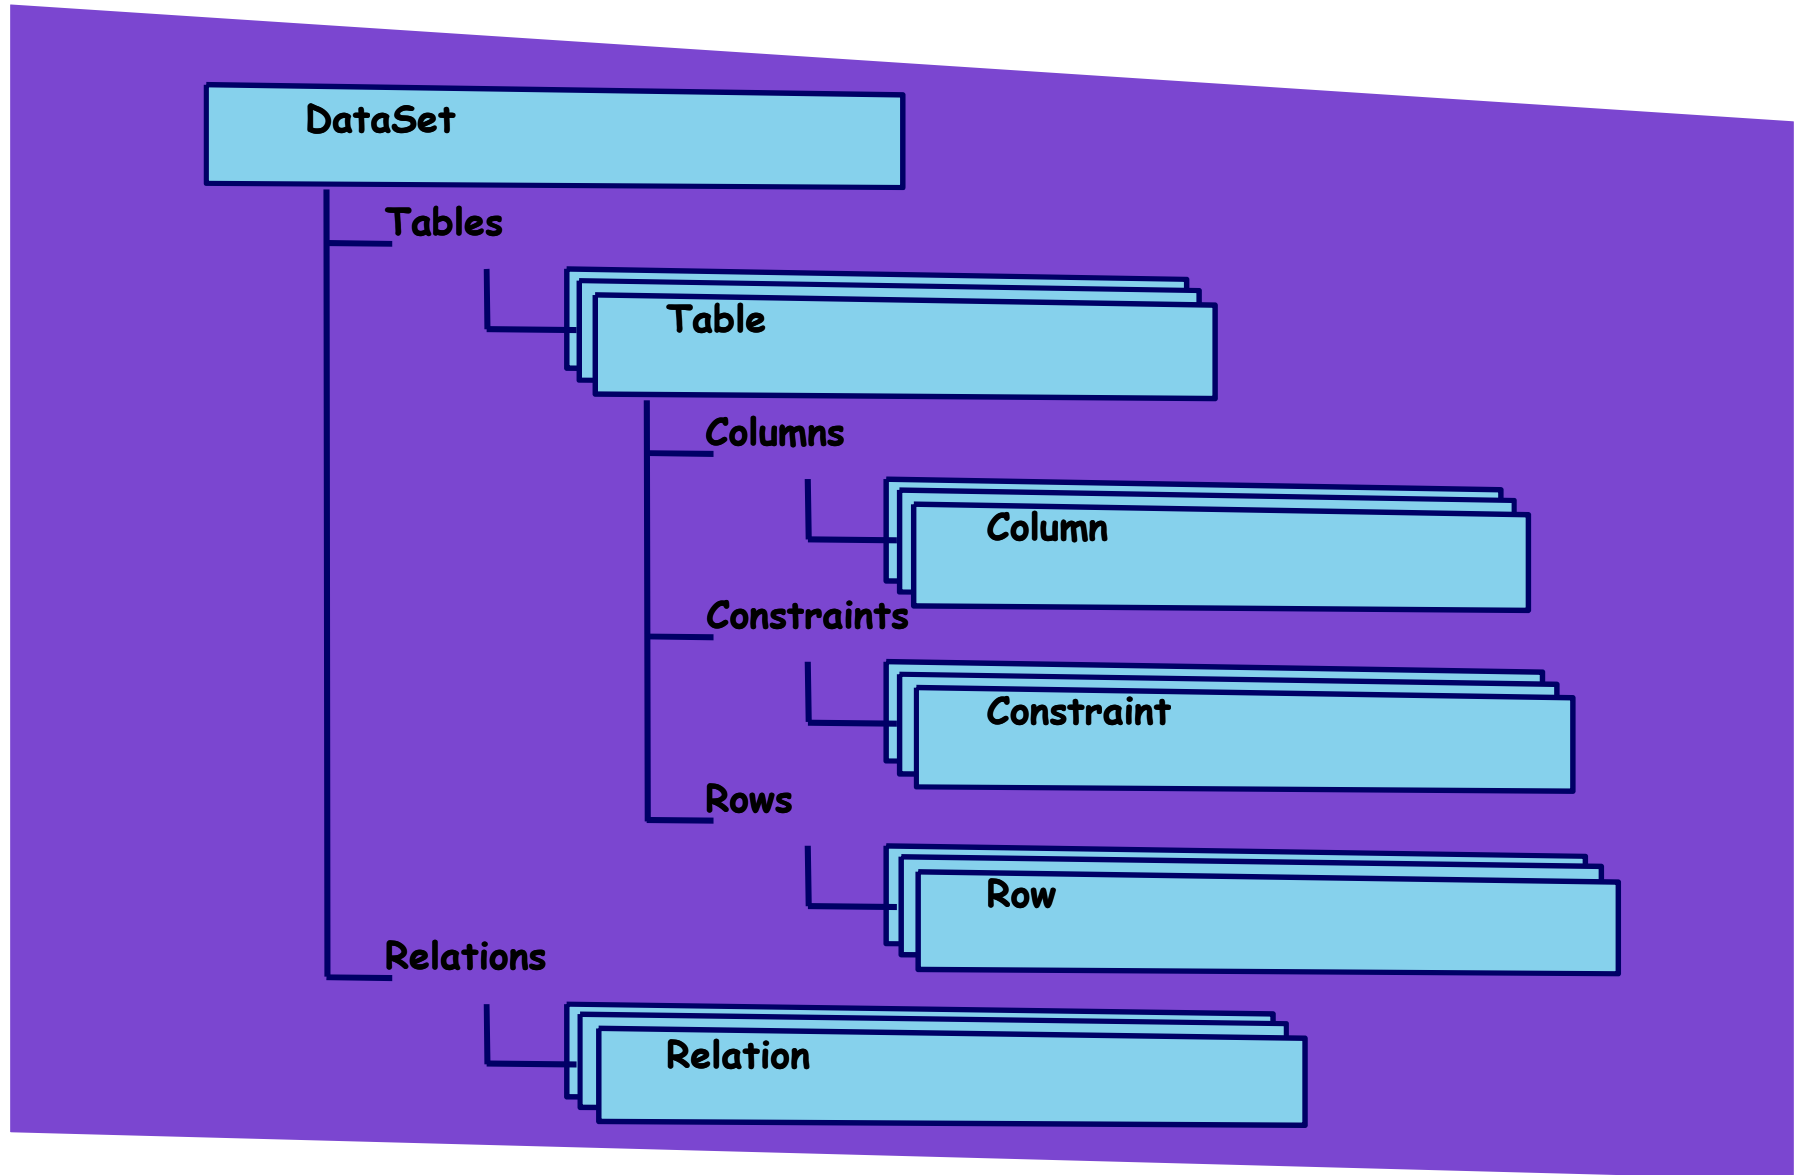 DataSet
Tables
Table
Columns
Column
Constraints
Constraint
Rows
Row
Relations
Relation